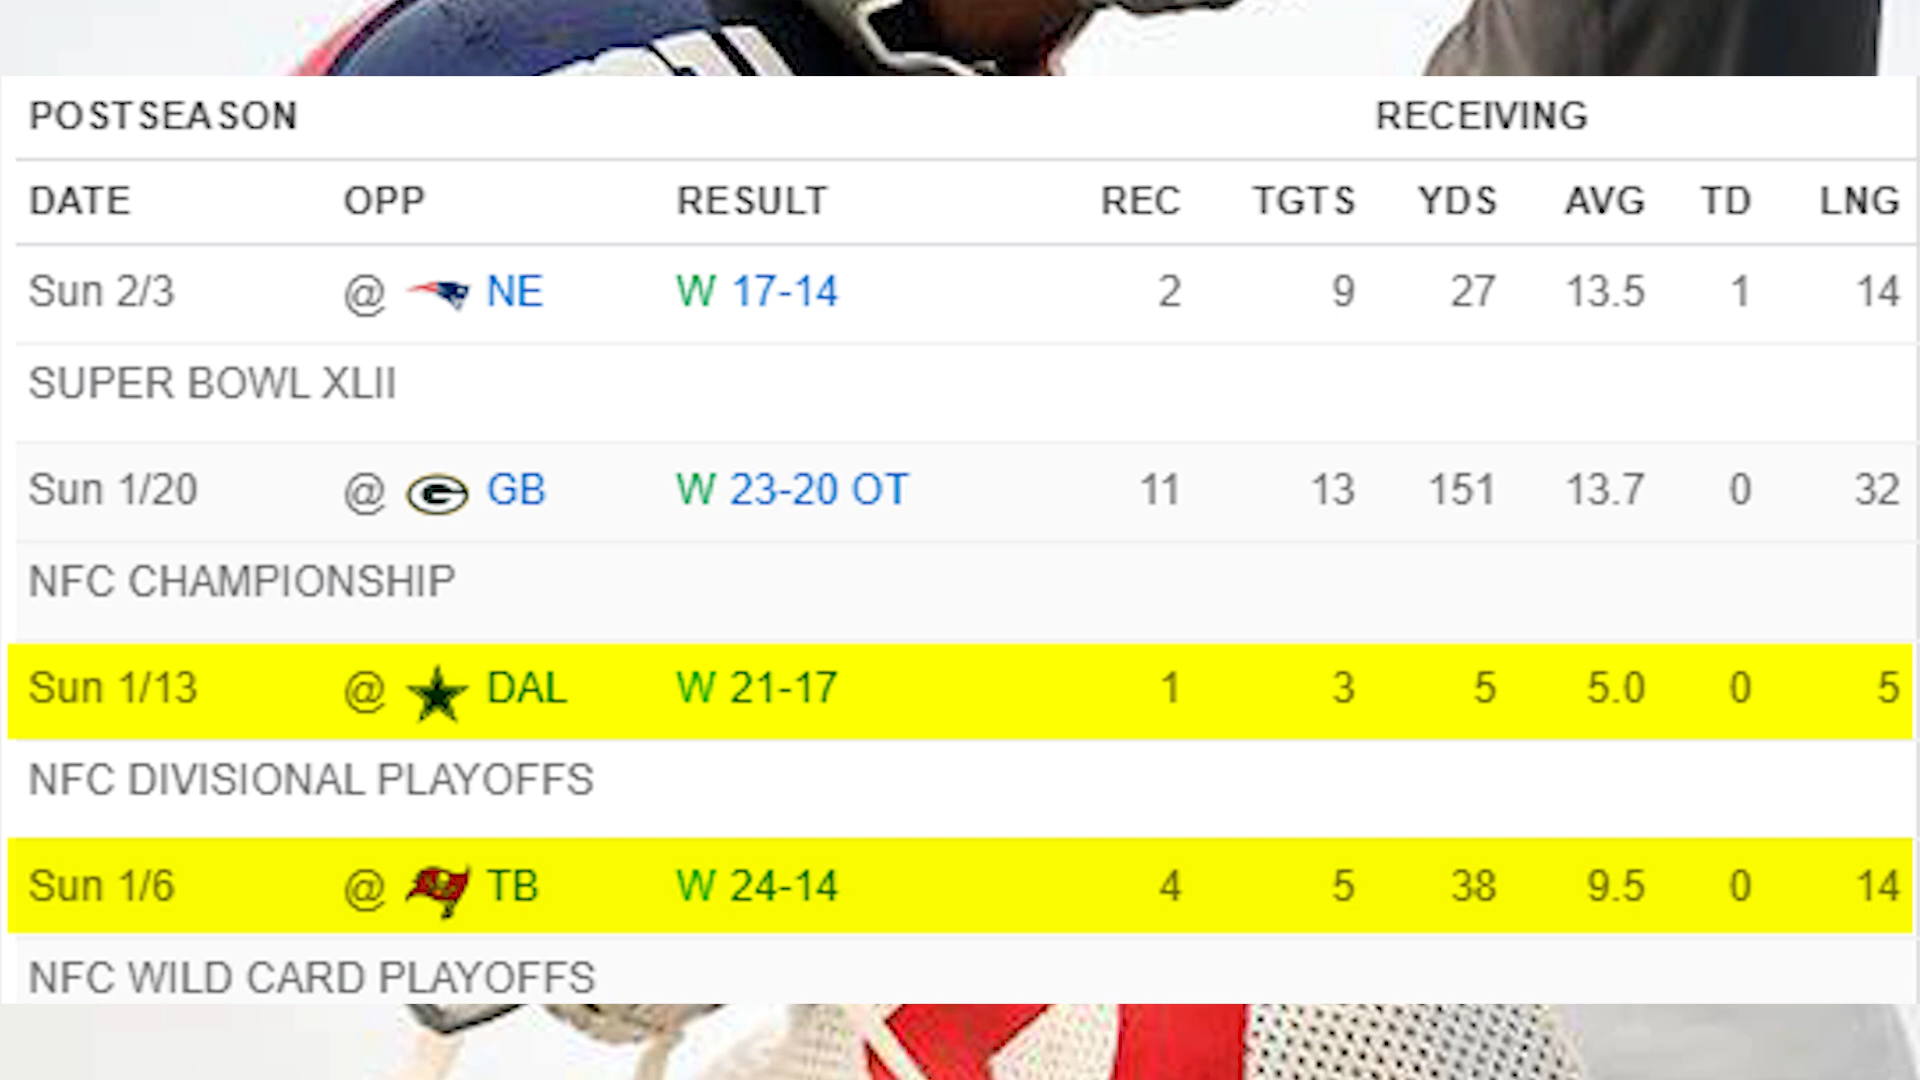 POSTSEASON RECEIVING
DATE OPP RESULT REC TGTS YDS AVG TD LNG
Sun 2/3 @ NE W 17-14 2 9 27 13.5 1 14
SUPER BOWL XLII
Sun 1/20 @ GB W 23-20 OT 11 13 151 13.7 0 32
NFC CHAMPIONSHIP
Sun 1/13 @ DAL W 21-17 1 3 5 5.0 0 5
NFC DIVISIONAL PLAYOFFS
Sun 1/6 @ TB W 24-14 4 5 38 9.5 0 14
NFC WILD CARD PLAYOFFS